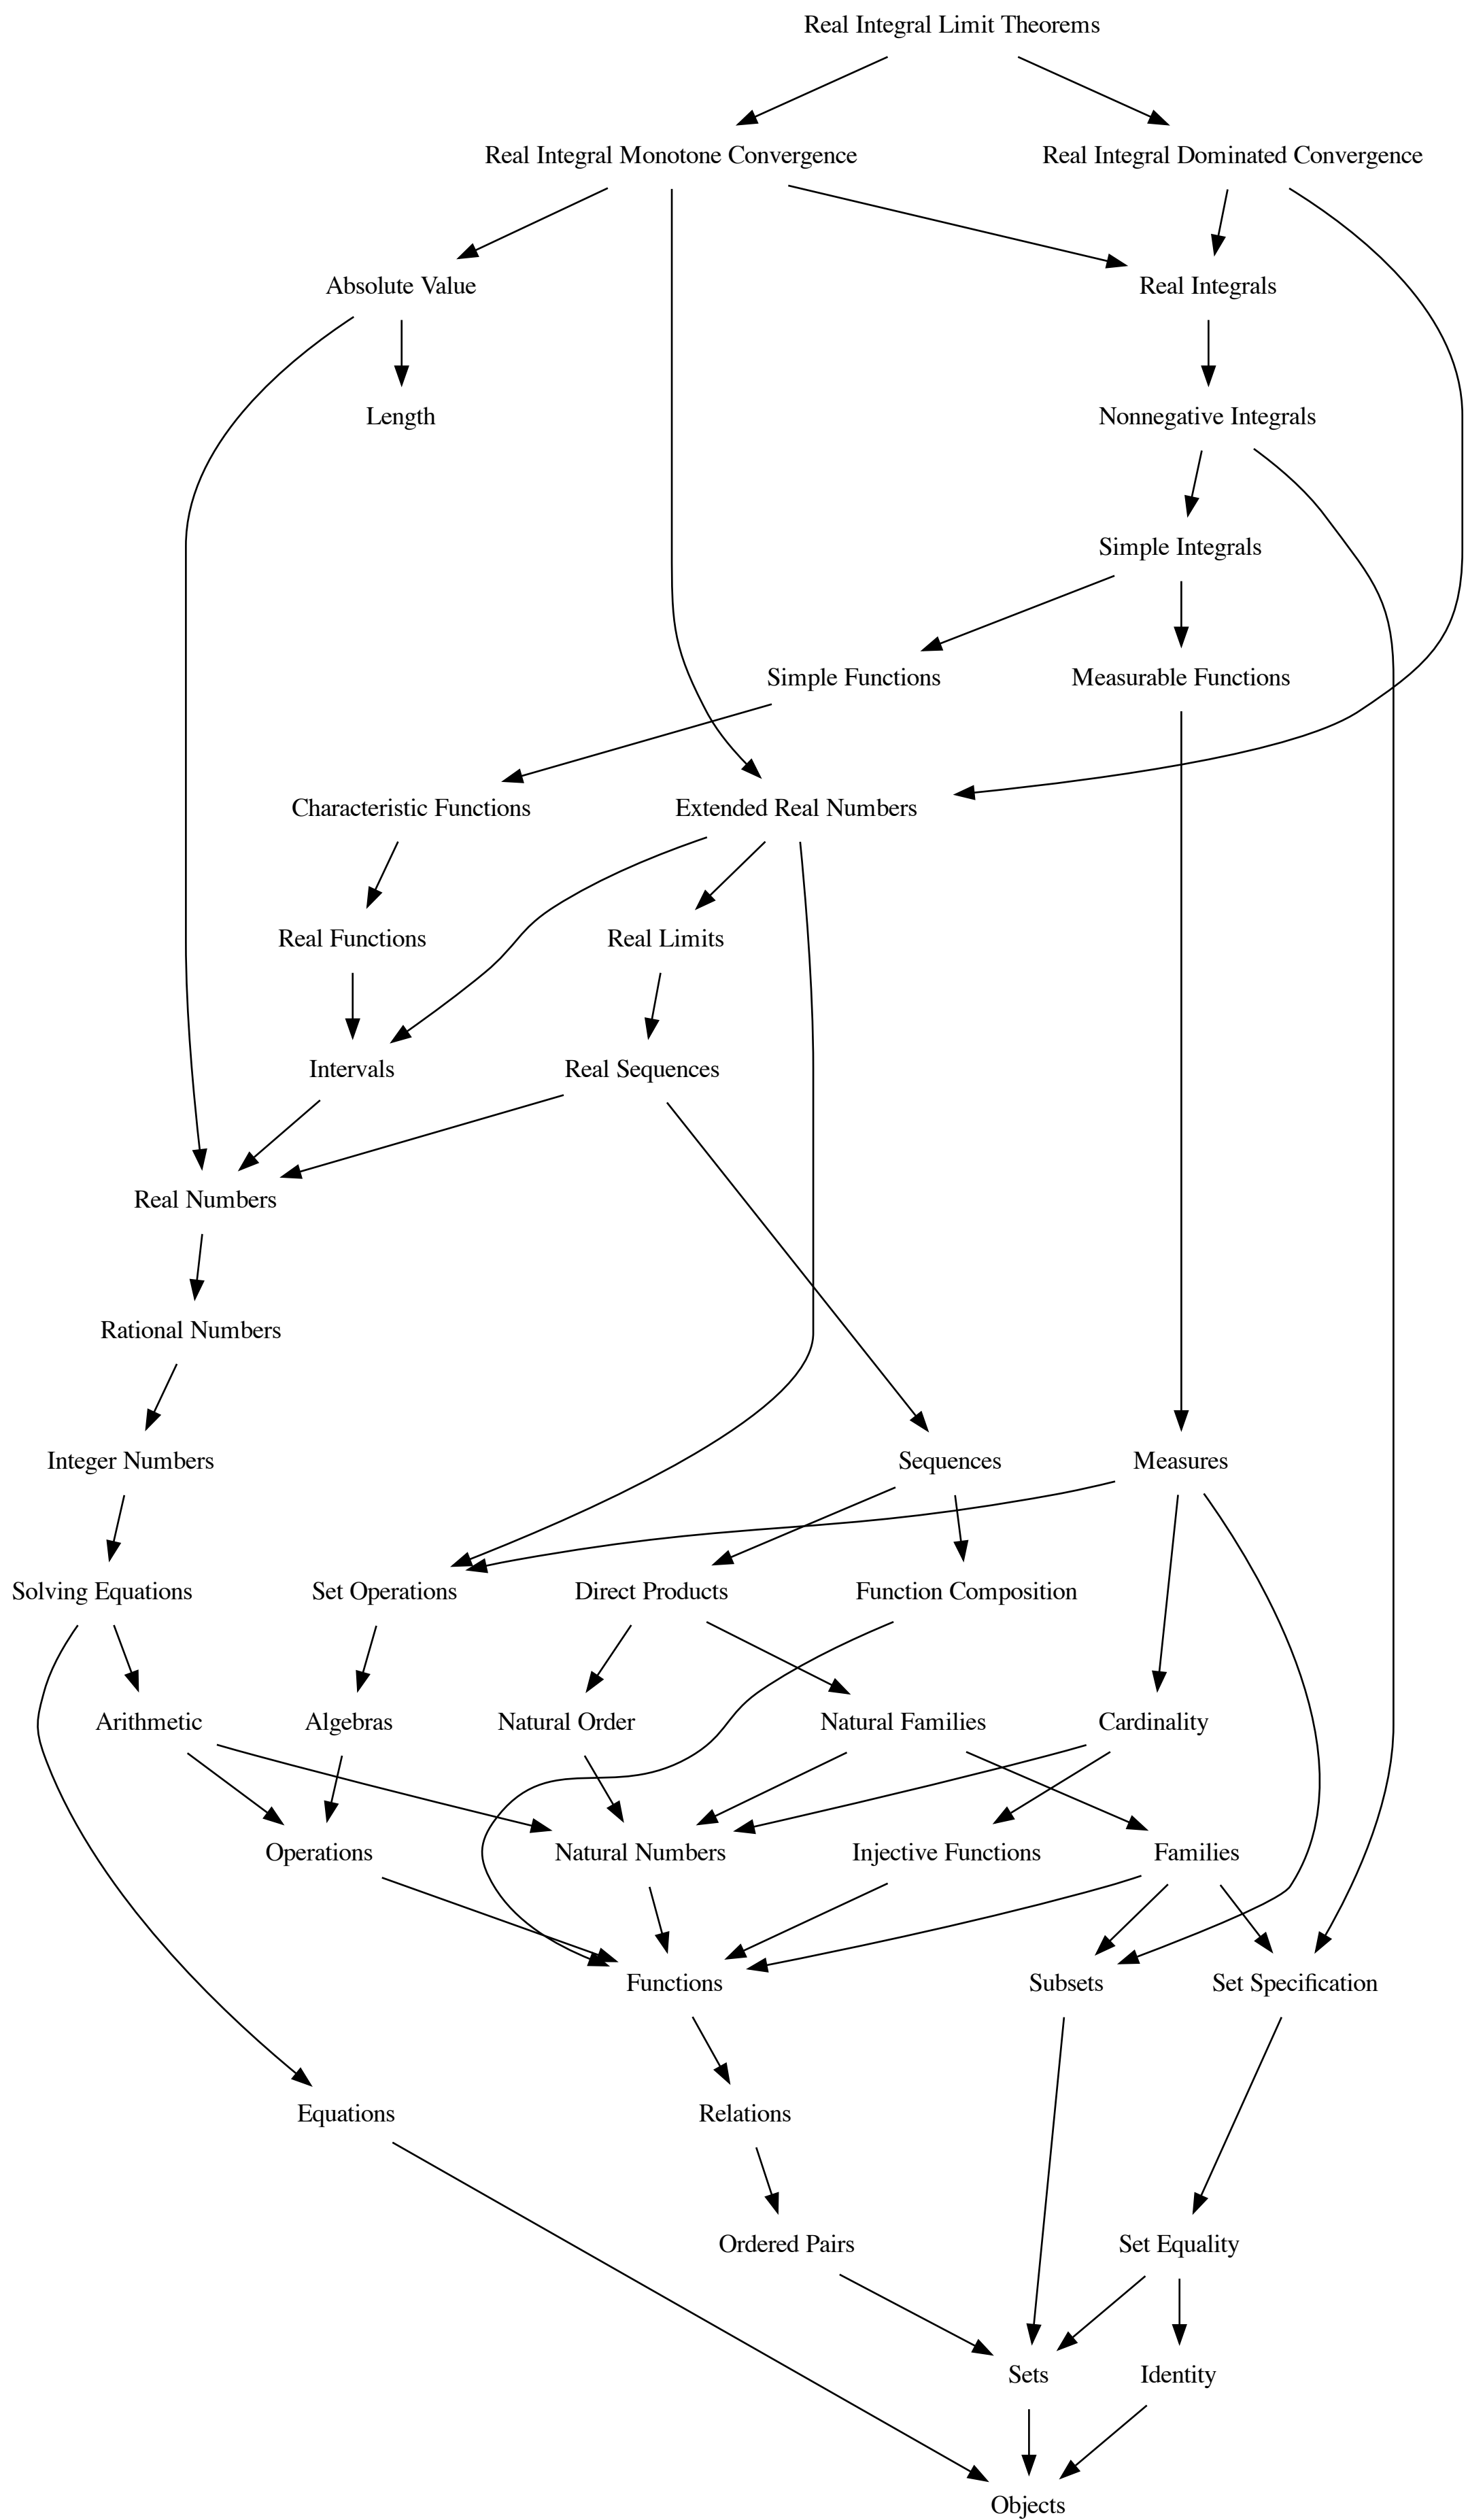 Real Integral Limit Theorems
Real Integral Monotone Convergence
Real Integral Dominated Convergence
Absolute Value
Real Integrals
Length
Nonnegative Integrals
Simple Integrals
Simple Functions
Measurable Functions
Characteristic Functions
Extended Real Numbers
Real Functions
Real Limits
Intervals
Real Sequences
Real Numbers
Rational Numbers
Integer Numbers
Sequences
Measures
Solving Equations
Set Operations
Direct Products
Function Composition
Arithmetic
Algebras
Natural Order
Natural Families
Cardinality
Operations
Natural Numbers
Injective Functions
Families
Functions
Subsets
Set Specification
Equations
Relations
Ordered Pairs
Set Equality
Sets
Identity
Objects